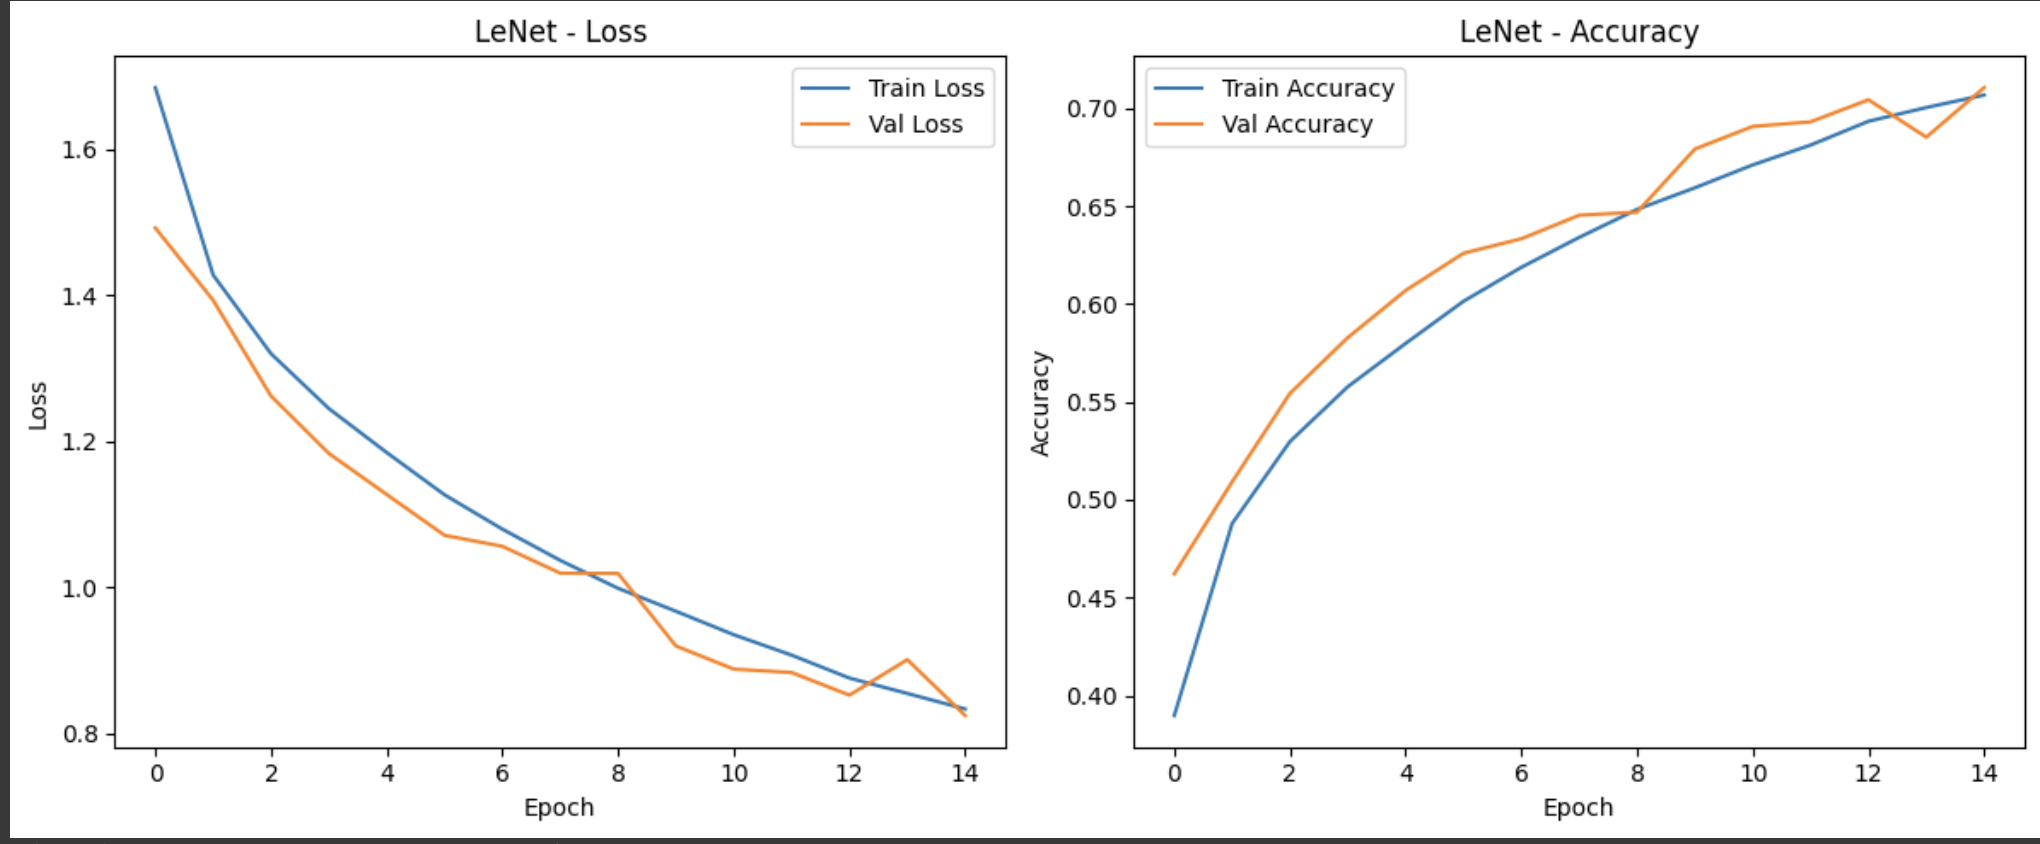 LeNet - Loss
Train Loss
Val Loss
1.6
1.4
1.2
1.0
0.8
Loss
0 2 4 6 8 10 12 14
Epoch
LeNet - Accuracy
Train Accuracy
Val Accuracy
0.70
0.65
0.60
0.55
0.50
0.45
0.40
Accuracy
0 2 4 6 8 10 12 14
Epoch